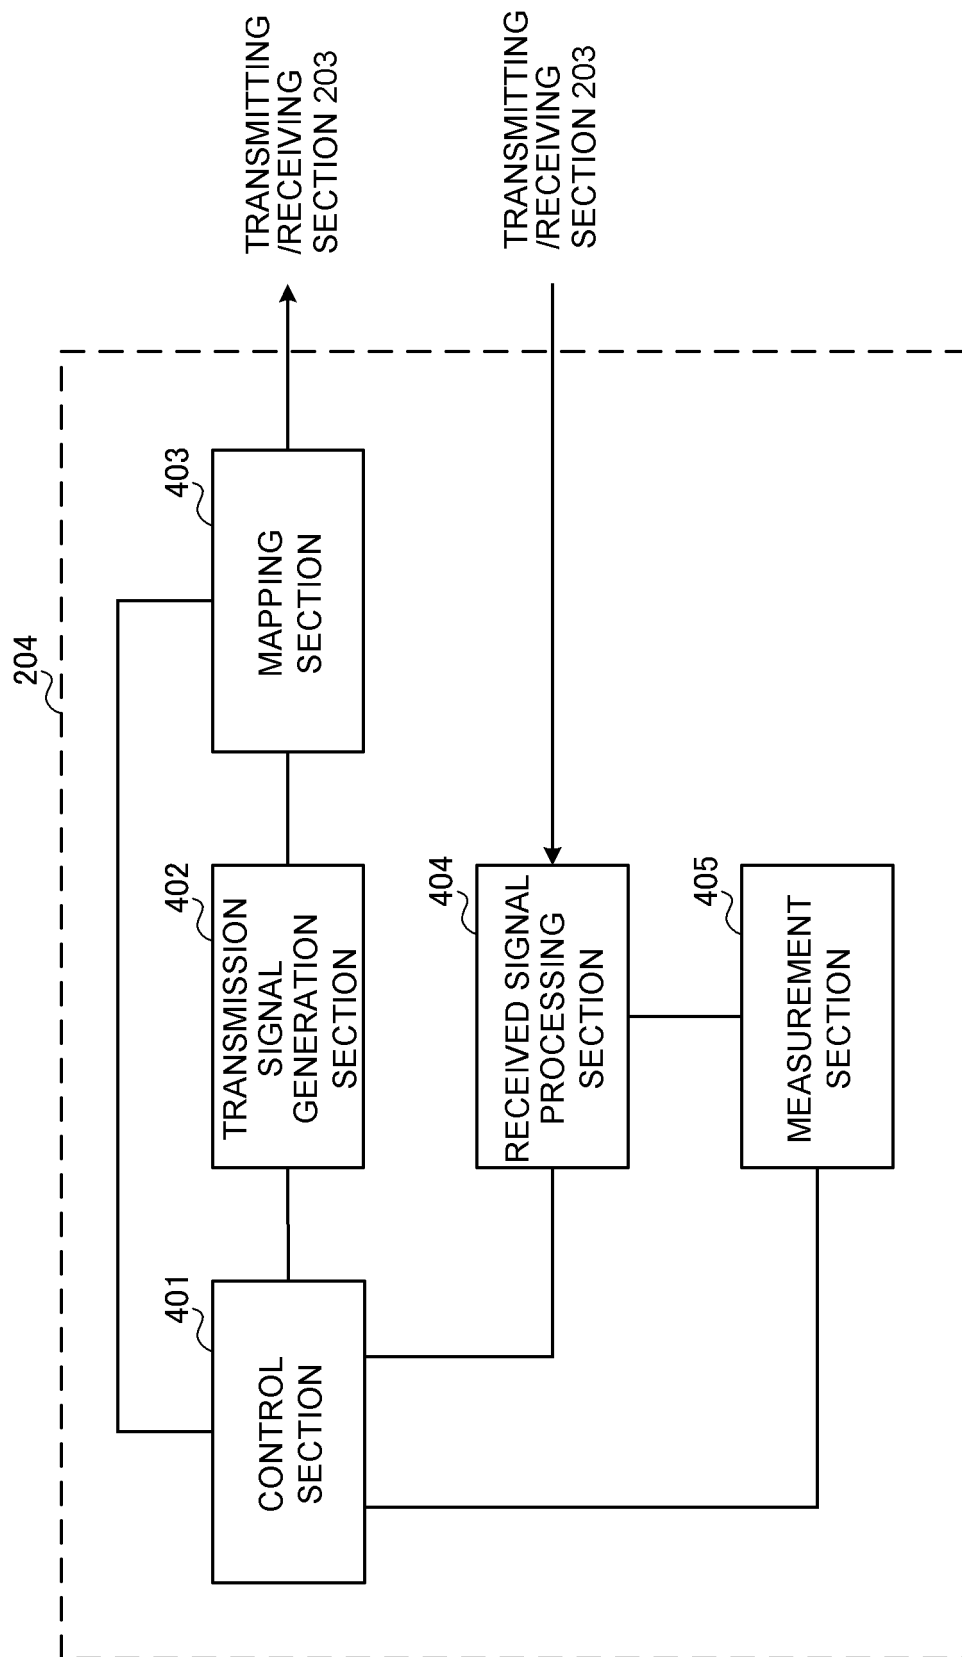 204
401
CONTROL
SECTION
402
TRANSMISSION
SIGNAL
GENERATION
SECTION
403
MAPPING
SECTION
TRANSMITTING
/RECEIVING
SECTION 203
404
RECEIVED SIGNAL
PROCESSING
SECTION
TRANSMITTING
/RECEIVING
SECTION 203
405
MEASUREMENT
SECTION